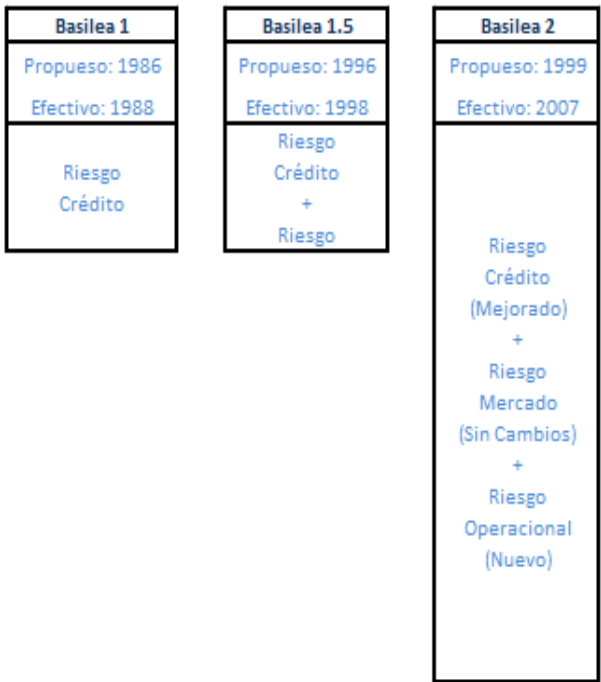 Basilea 1
Propueso: 1986
Efectivo: 1988
Riesgo
Crédito
Basilea 1.5
Propueso: 1996
Efectivo: 1998
Riesgo
Crédito
+
Riesgo
Basilea 2
Propueso: 1999
Efectivo: 2007
Riesgo
Crédito
(Mejorado)
+
Riesgo
Mercado
(Sin Cambios)
+
Riesgo
Operacional
(Nuevo)